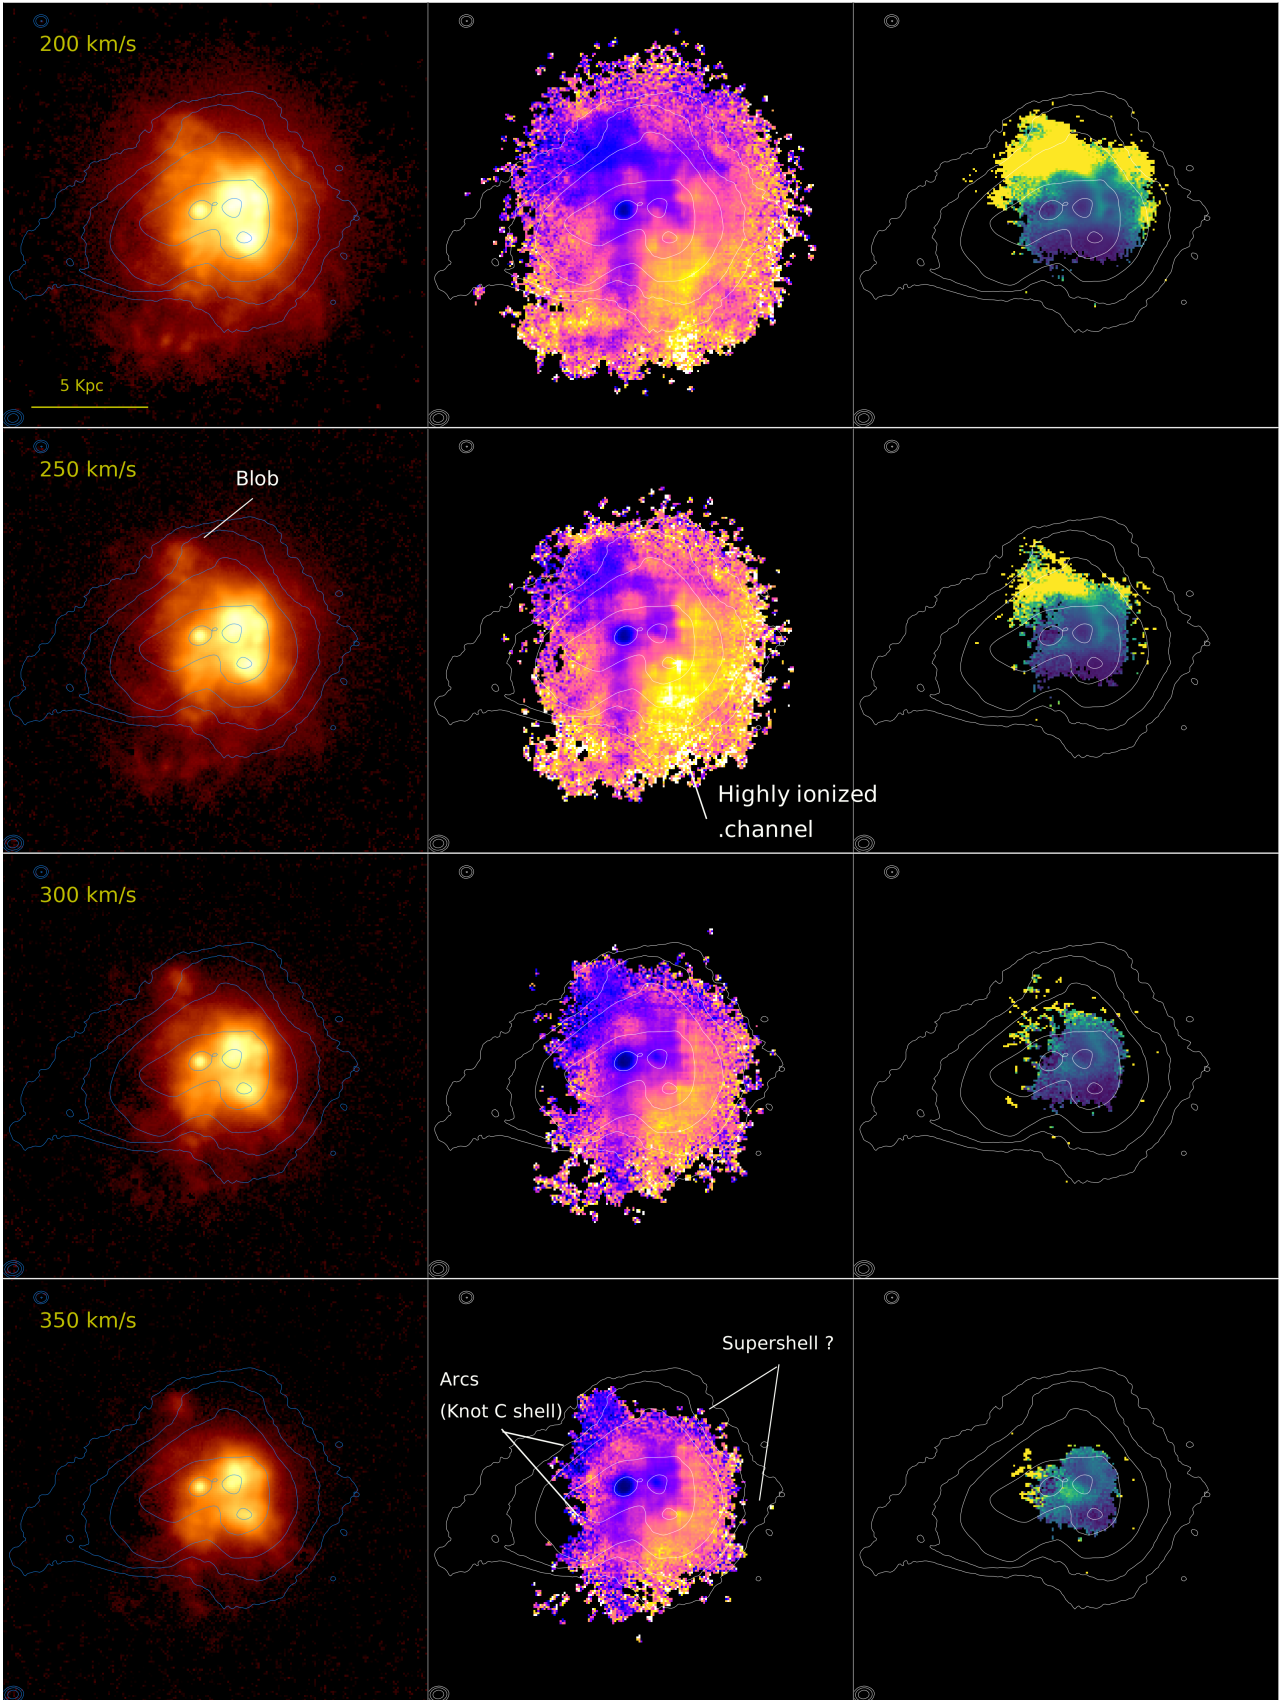 200 km/s
5 Kpc
250 km/s
Blob
Highly ionized
.channel
300 km/s
350 km/s
Supershell ?
Arcs
(Knot C shell)